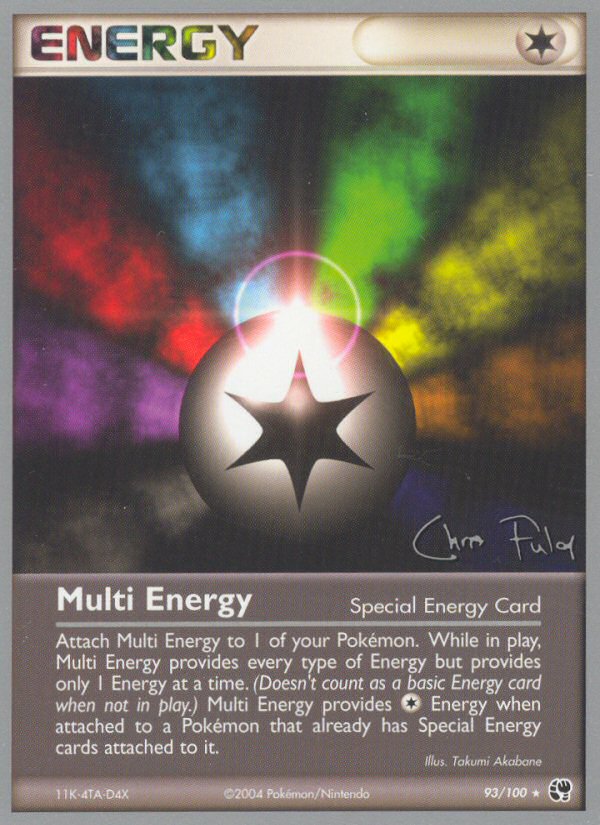 ENERGY
Chris Fulop
Multi Energy
Special Energy Card
Attach Multi Energy to 1 of your Pokémon. While in play,
Multi Energy provides every type of Energy but provides
only 1 Energy at a time. (Doesn't count as a basic Energy card
when not in play.) Multi Energy provides Energy when
attached to a Pokémon that already has Special Energy
cards attached to it.
Illus. Takumi Akabane
11K-4TA-D4X ©2004 Pokémon/Nintendo 93/100 ★